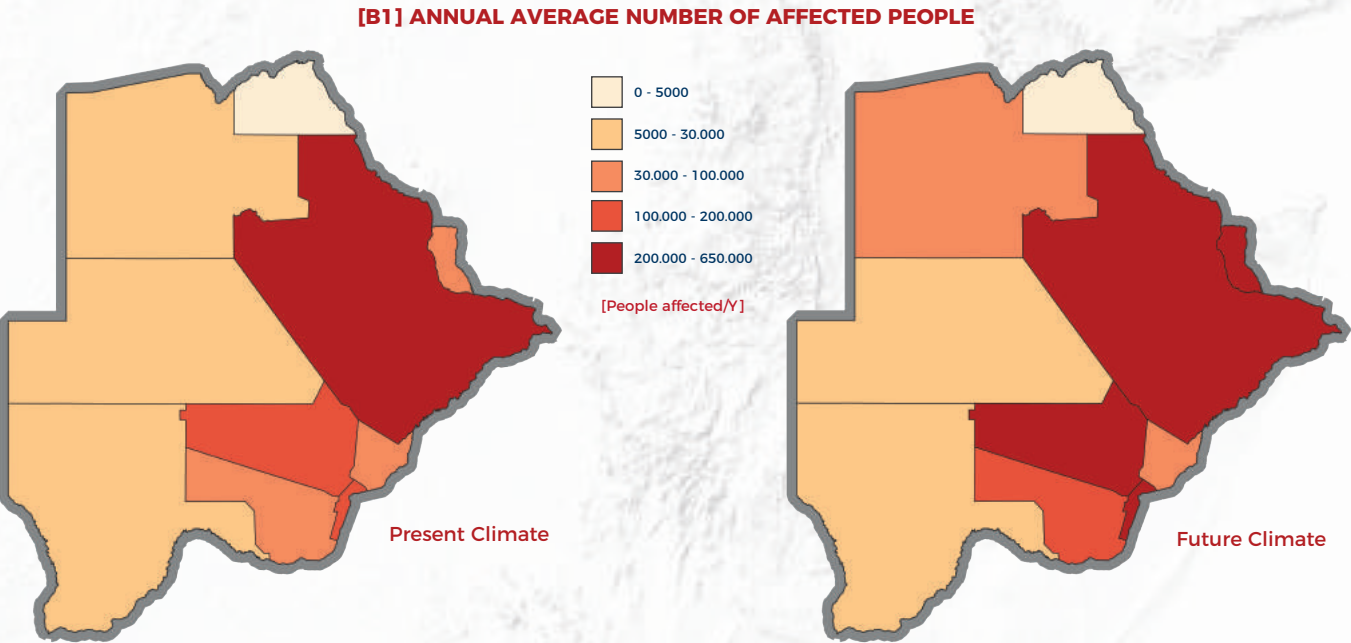 [B1] ANNUAL AVERAGE NUMBER OF AFFECTED PEOPLE
0 - 5000
5000 - 30.000
30.000 - 100.000
100.000 - 200.000
200.000 - 650.000
[People affected/Y]
Present Climate
Future Climate